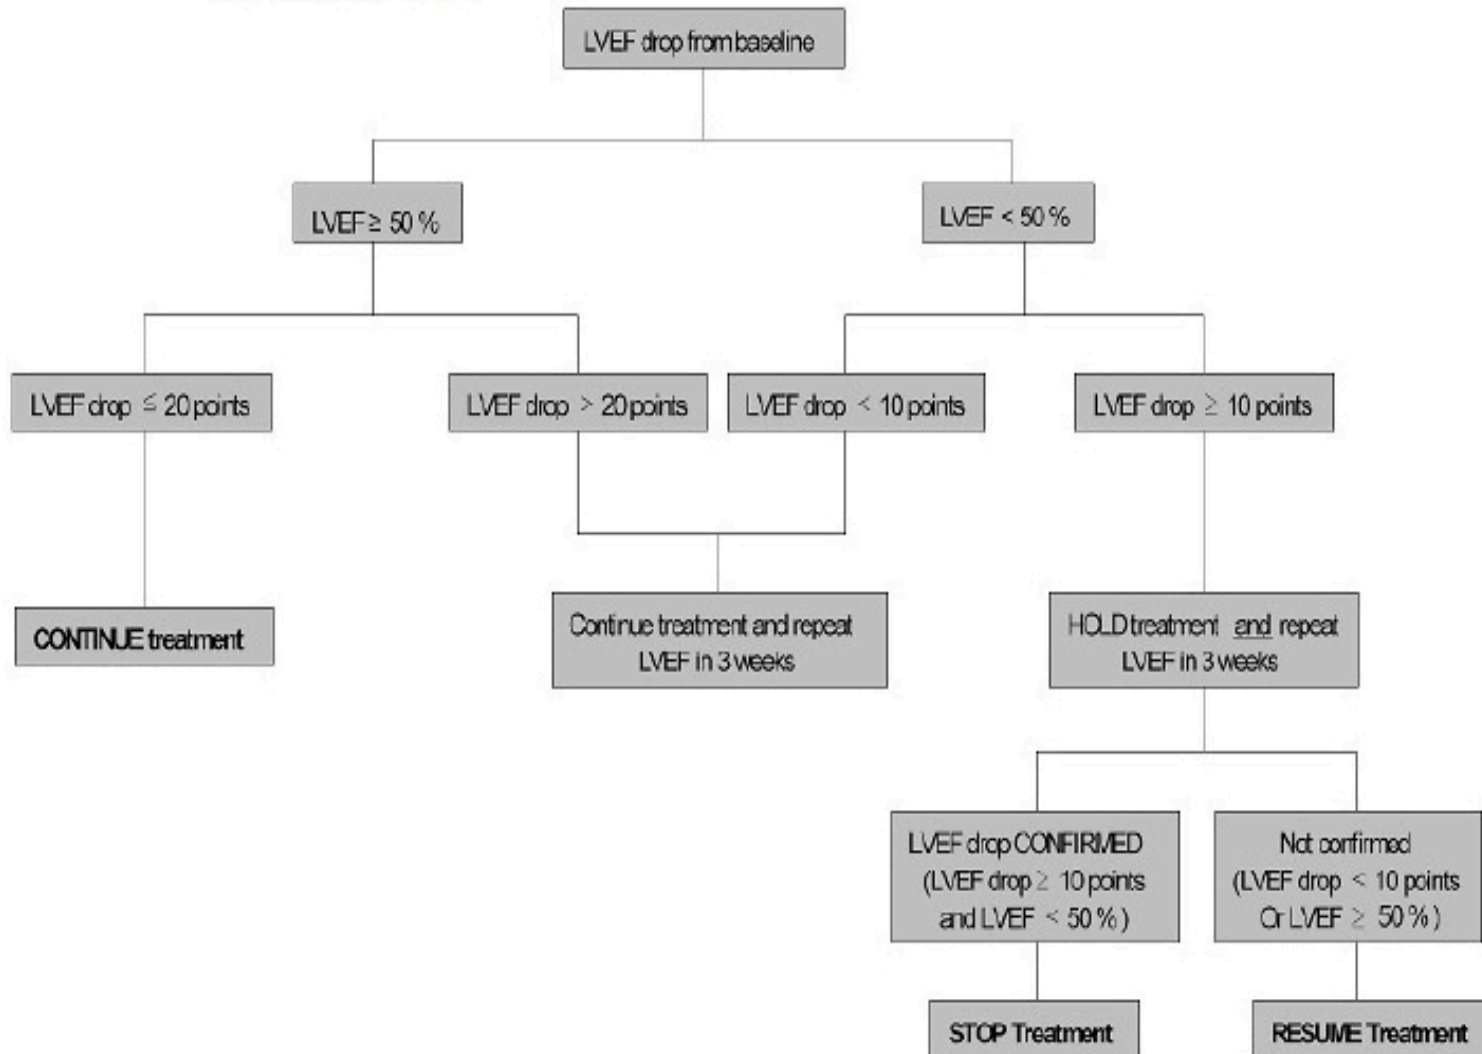 LVEF drop from baseline
LVEF ≥ 50 %
LVEF < 50 %
LVEF drop ≤ 20 points
LVEF drop > 20 points
LVEF drop < 10 points
LVEF drop ≥ 10 points
CONTINUE treatment
Continue treatment and repeat
LVEF in 3 weeks
HOLD treatment and repeat
LVEF in 3 weeks
LVEF drop CONFIRMED
(LVEF drop ≥ 10 points
and LVEF < 50 %)
Not confirmed
(LVEF drop < 10 points
Or LVEF ≥ 50 %)
STOP Treatment
RESUME Treatment